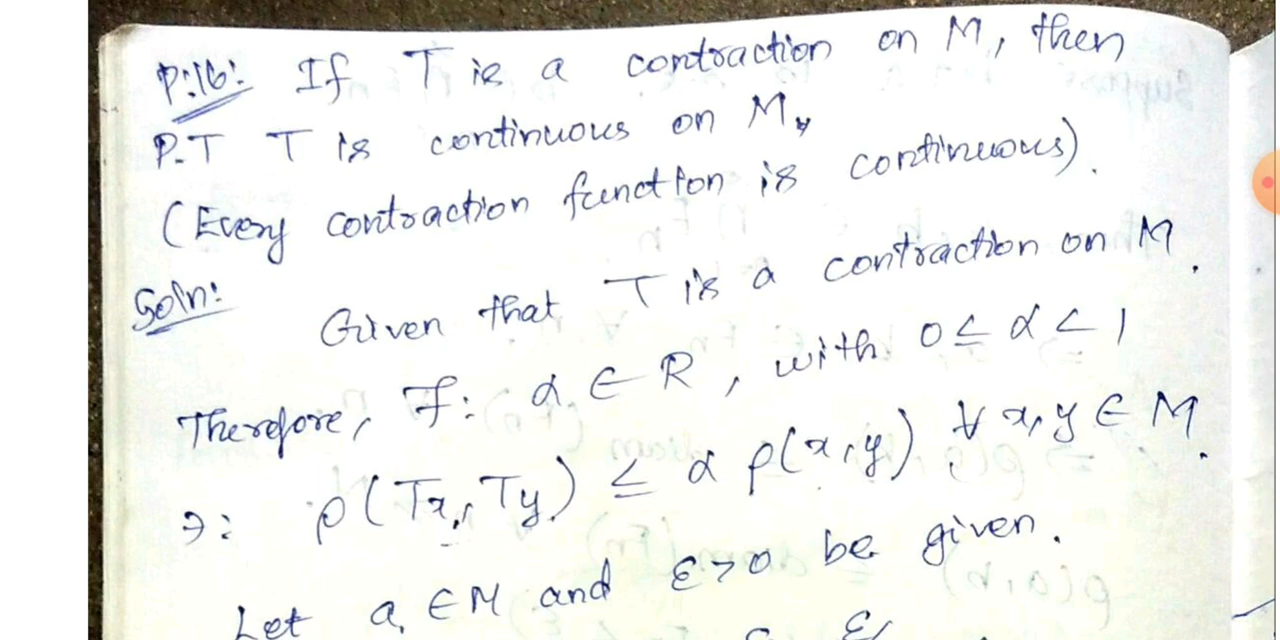 P:16: If T is a contraction on M, then
P.T T is continuous on M.
(Every contraction function is continuous).
Soln:
Given that T is a contraction on M.
Therefore, ∃: α ∈ R, with 0 ≤ α < 1
∋: ρ(Tx, Ty) ≤ α ρ(x, y) ∀ x, y ∈ M.
Let a ∈ M and ε > 0 be given.